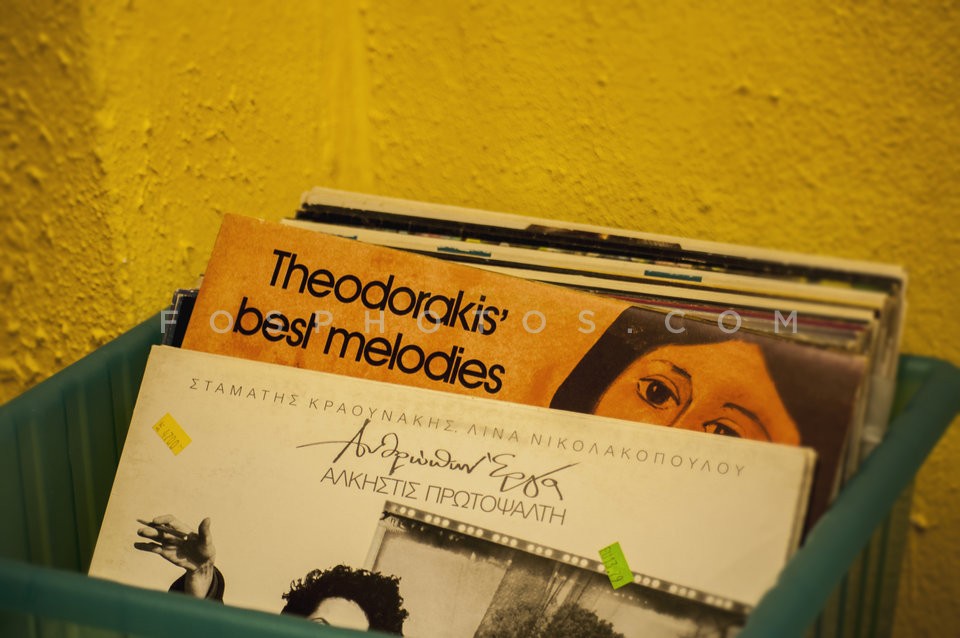 Theodorakis'
best melodies
FOSPHOTOS.COM
ΣΤΑΜΑΤΗΣ ΚΡΑΟΥΝΑΚΗΣ, ΛΙΝΑ ΝΙΚΟΛΑΚΟΠΟΥΛΟΥ
Ανθρώπων Έργα
ΑΛΚΗΣΤΙΣ ΠΡΩΤΟΨΑΛΤΗ